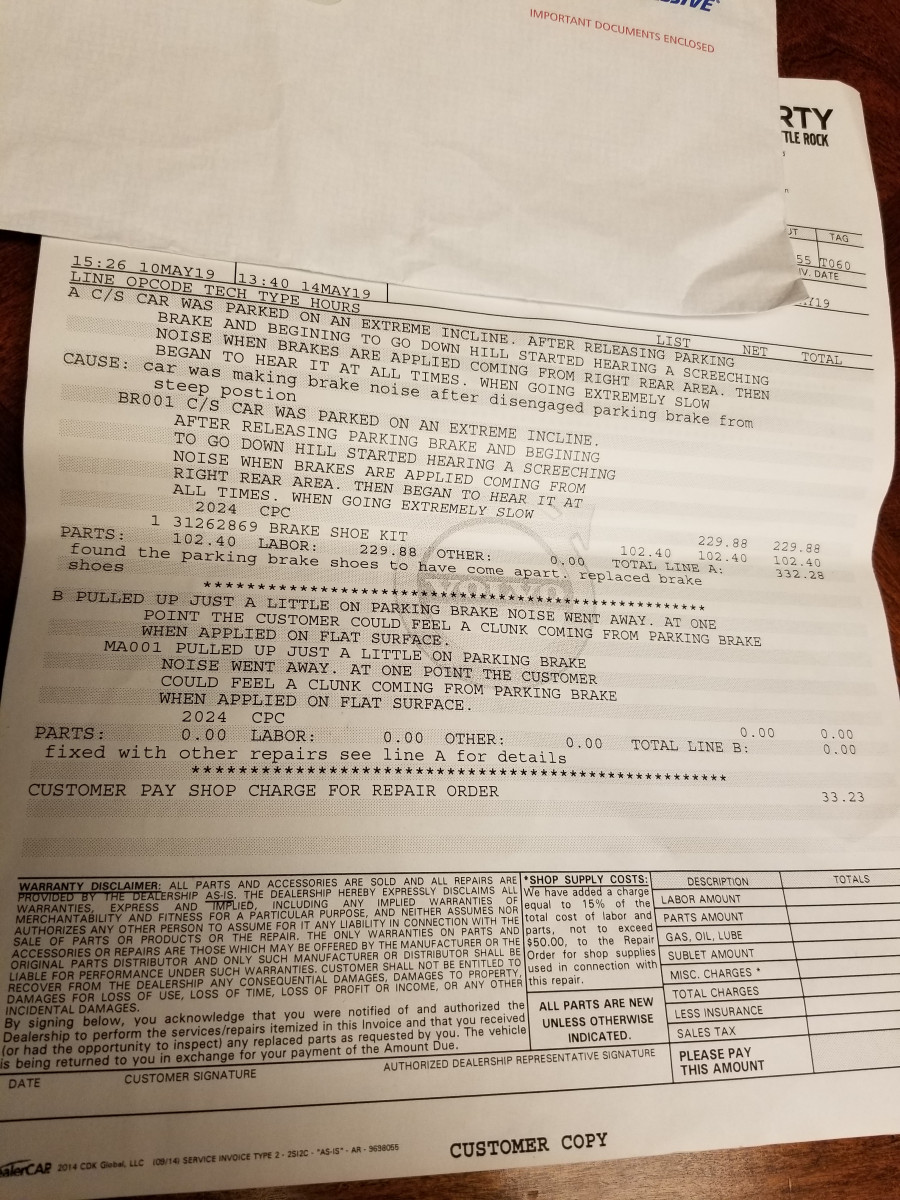 IMPORTANT DOCUMENTS ENCLOSED
RTY
TLE ROCK
TAG
55 T060
IV. DATE
15:26 10MAY19 13:40 14MAY19
LINE OPCODE TECH TYPE HOURS LIST NET TOTAL
A C/S CAR WAS PARKED ON AN EXTREME INCLINE. AFTER RELEASING PARKING
BRAKE AND BEGINING TO GO DOWN HILL STARTED HEARING A SCREECHING
NOISE WHEN BRAKES ARE APPLIED COMING FROM RIGHT REAR AREA. THEN
BEGAN TO HEAR IT AT ALL TIMES. WHEN GOING EXTREMELY SLOW
CAUSE: car was making brake noise after disengaged parking brake from
steep postion
BR001 C/S CAR WAS PARKED ON AN EXTREME INCLINE.
AFTER RELEASING PARKING BRAKE AND BEGINING
TO GO DOWN HILL STARTED HEARING A SCREECHING
NOISE WHEN BRAKES ARE APPLIED COMING FROM
RIGHT REAR AREA. THEN BEGAN TO HEAR IT AT
ALL TIMES. WHEN GOING EXTREMELY SLOW
2024 CPC 229.88 229.88
1 31262869 BRAKE SHOE KIT 102.40 102.40 102.40
PARTS: 102.40 LABOR: 229.88 OTHER: 0.00 TOTAL LINE A: 332.28
found the parking brake shoes to have come apart. replaced brake
shoes
*****************************************************
VOLVO
B PULLED UP JUST A LITTLE ON PARKING BRAKE NOISE WENT AWAY. AT ONE
POINT THE CUSTOMER COULD FEEL A CLUNK COMING FROM PARKING BRAKE
WHEN APPLIED ON FLAT SURFACE.
MA001 PULLED UP JUST A LITTLE ON PARKING BRAKE
NOISE WENT AWAY. AT ONE POINT THE CUSTOMER
COULD FEEL A CLUNK COMING FROM PARKING BRAKE
WHEN APPLIED ON FLAT SURFACE.
2024 CPC 0.00 0.00
PARTS: 0.00 LABOR: 0.00 OTHER: 0.00 TOTAL LINE B: 0.00
fixed with other repairs see line A for details
*****************************************************
CUSTOMER PAY SHOP CHARGE FOR REPAIR ORDER 33.23
WARRANTY DISCLAIMER: ALL PARTS AND ACCESSORIES ARE SOLD AND ALL REPAIRS ARE
PROVIDED BY THE DEALERSHIP AS-IS. THE DEALERSHIP HEREBY EXPRESSLY DISCLAIMS ALL
WARRANTIES, EXPRESS AND IMPLIED, INCLUDING ANY IMPLIED WARRANTIES OF
MERCHANTABILITY AND FITNESS FOR A PARTICULAR PURPOSE, AND NEITHER ASSUMES NOR
AUTHORIZES ANY OTHER PERSON TO ASSUME FOR IT ANY LIABILITY IN CONNECTION WITH THE
SALE OF PARTS OR PRODUCTS OR THE REPAIR. THE ONLY WARRANTIES ON PARTS AND
ACCESSORIES OR REPAIRS ARE THOSE WHICH MAY BE OFFERED BY THE MANUFACTURER OR THE
ORIGINAL PARTS DISTRIBUTOR AND ONLY SUCH MANUFACTURER OR DISTRIBUTOR SHALL BE
LIABLE FOR PERFORMANCE UNDER SUCH WARRANTIES. CUSTOMER SHALL NOT BE ENTITLED TO
RECOVER FROM THE DEALERSHIP ANY CONSEQUENTIAL DAMAGES, DAMAGES TO PROPERTY,
DAMAGES FOR LOSS OF USE, LOSS OF TIME, LOSS OF PROFIT OR INCOME, OR ANY OTHER
INCIDENTAL DAMAGES.
By signing below, you acknowledge that you were notified of and authorized the
Dealership to perform the services/repairs itemized in this Invoice and that you received
(or had the opportunity to inspect) any replaced parts as requested by you. The vehicle
is being returned to you in exchange for your payment of the Amount Due.
DATE CUSTOMER SIGNATURE AUTHORIZED DEALERSHIP REPRESENTATIVE SIGNATURE
*SHOP SUPPLY COSTS:
We have added a charge
equal to 15% of the
total cost of labor and
parts, not to exceed
$50.00, to the Repair
Order for shop supplies
used in connection with
this repair.
ALL PARTS ARE NEW
UNLESS OTHERWISE
INDICATED.
DESCRIPTION TOTALS
LABOR AMOUNT
PARTS AMOUNT
GAS, OIL, LUBE
SUBLET AMOUNT
MISC. CHARGES *
TOTAL CHARGES
LESS INSURANCE
SALES TAX
PLEASE PAY
THIS AMOUNT
2014 CDK Global, LLC (09/14) SERVICE INVOICE TYPE 2 - 2SI2C - "AS-IS" - AR - 9698055
CUSTOMER COPY